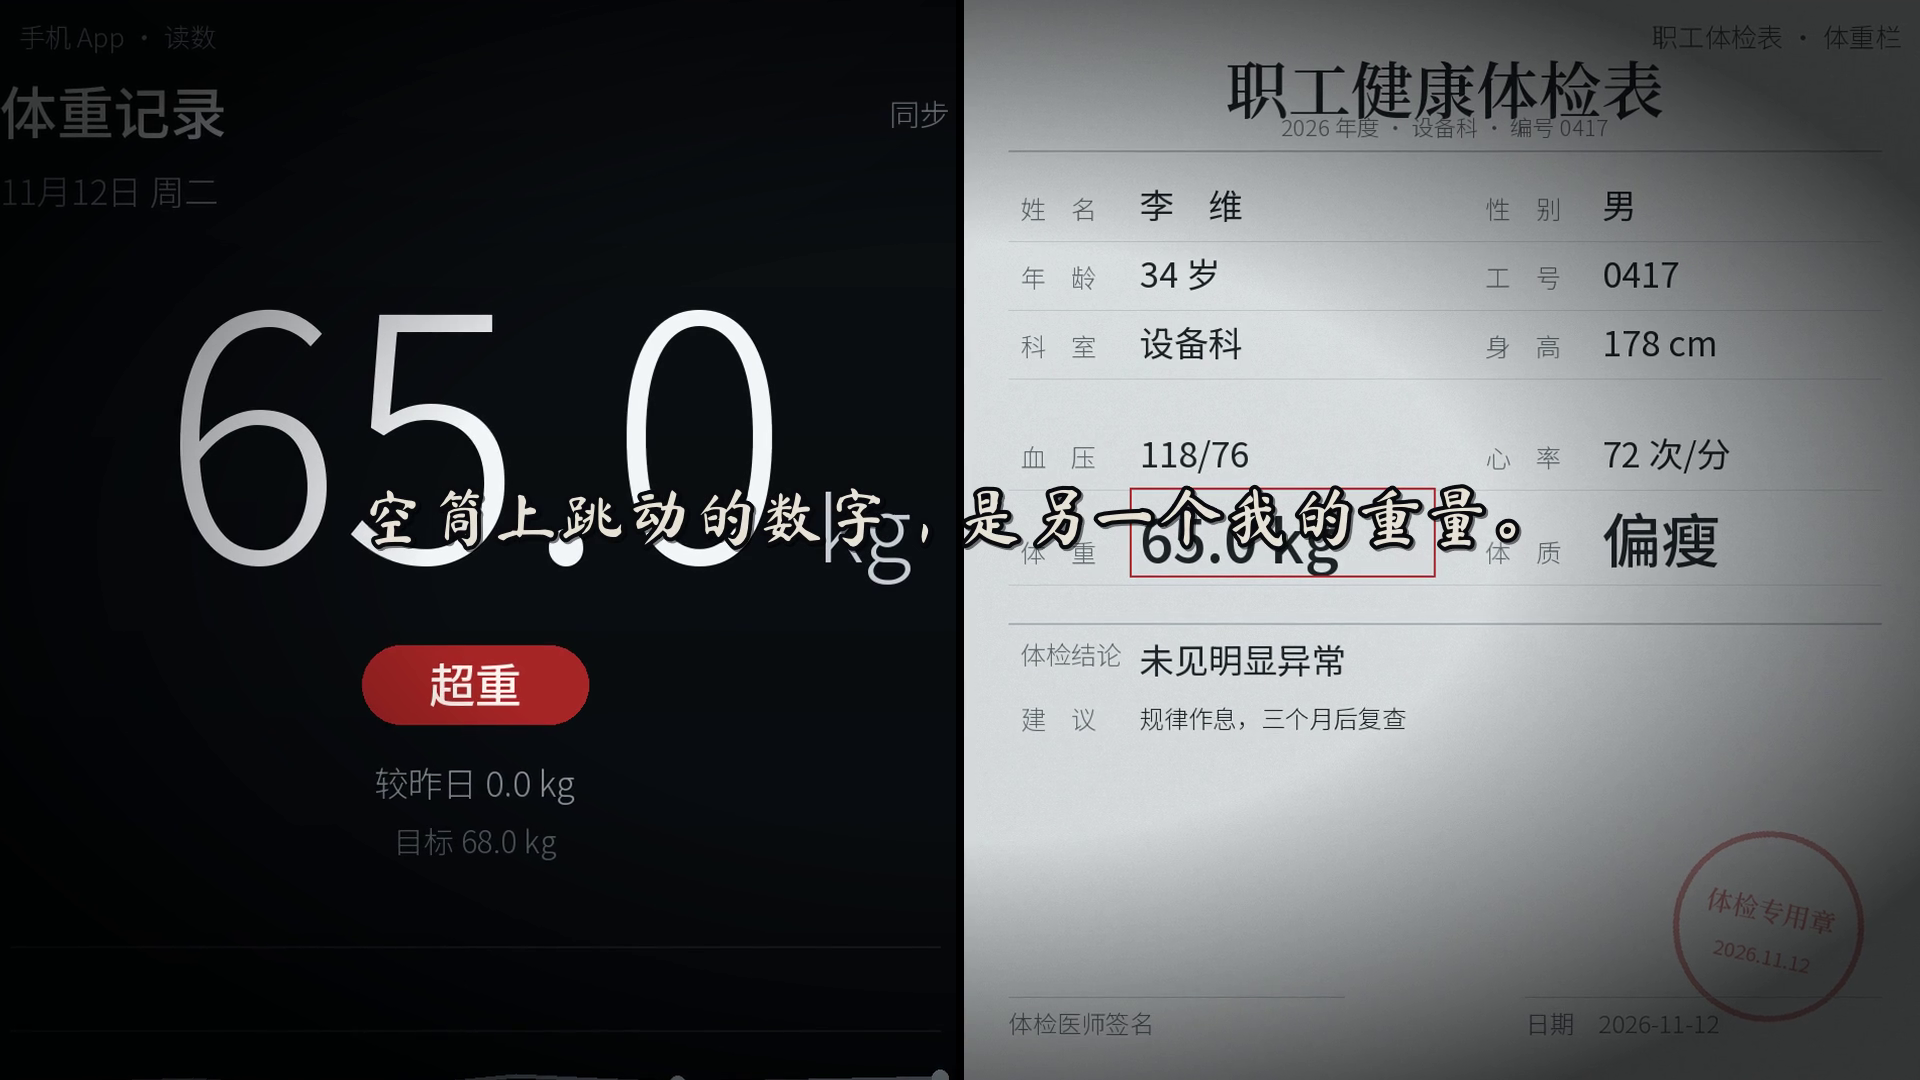 手机 App · 读数
体重记录
同步
11月12日 周二
65.0 kg
超重
较昨日 0.0 kg
目标 68.0 kg
空筒上跳动的数字，是另一个我的重量。
职工体检表 · 体重栏
职工健康体检表
2026 年度 · 设备科 · 编号 0417
姓 名 李 维 性 别 男
年 龄 34 岁 工 号 0417
科 室 设备科 身 高 178 cm
血 压 118/76 心 率 72 次/分
体 重 65.0 kg 体 质 偏瘦
体检结论 未见明显异常
建 议 规律作息，三个月后复查
体检专用章
2026.11.12
体检医师签名 日期 2026-11-12